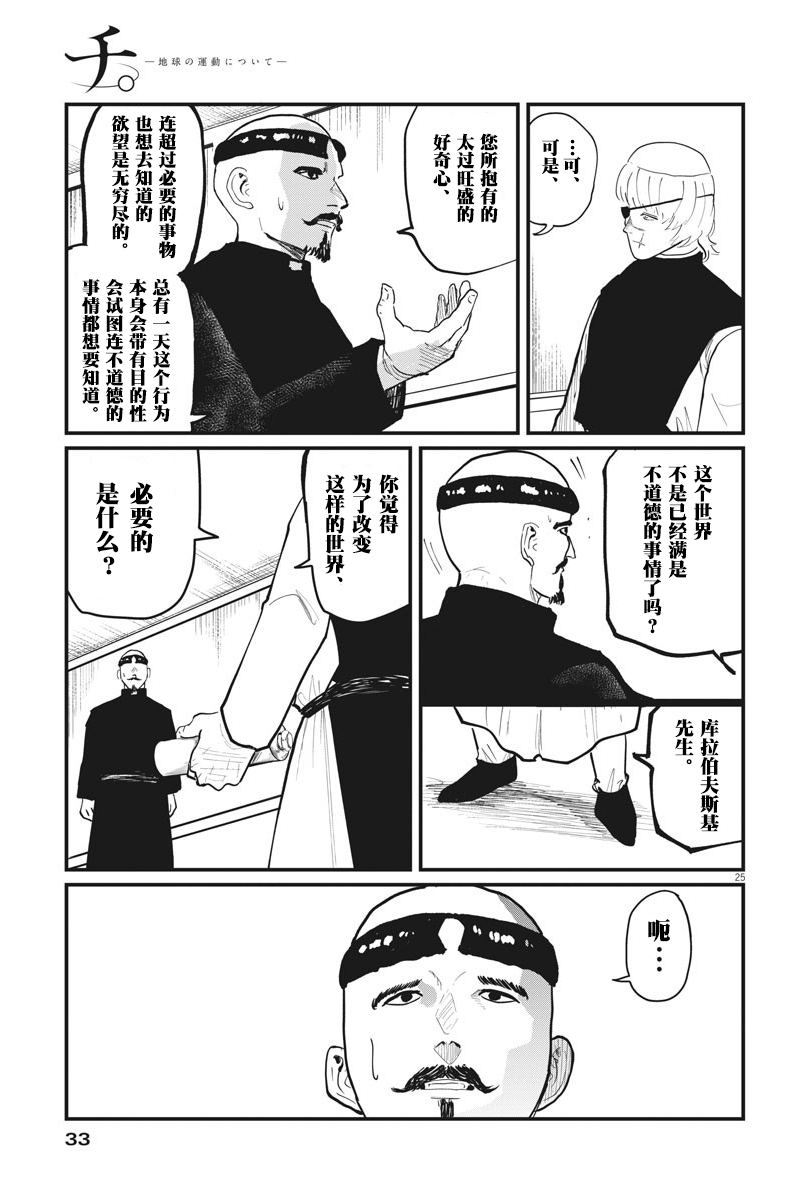 チ。
―地球の運動について―
…可、
可是、
您所抱有的
太过旺盛的
好奇心、
连超过必要的事物
也想去知道的
欲望是无穷尽的。
总有一天这个行为
本身会带有目的性
会试图连不道德的
事情都想要知道。
这个世界
不是已经满是
不道德的事情了吗？
库拉伯夫斯基
先生。
你觉得
为了改变
这样的世界、
必要的
是什么？
25
呃…
33